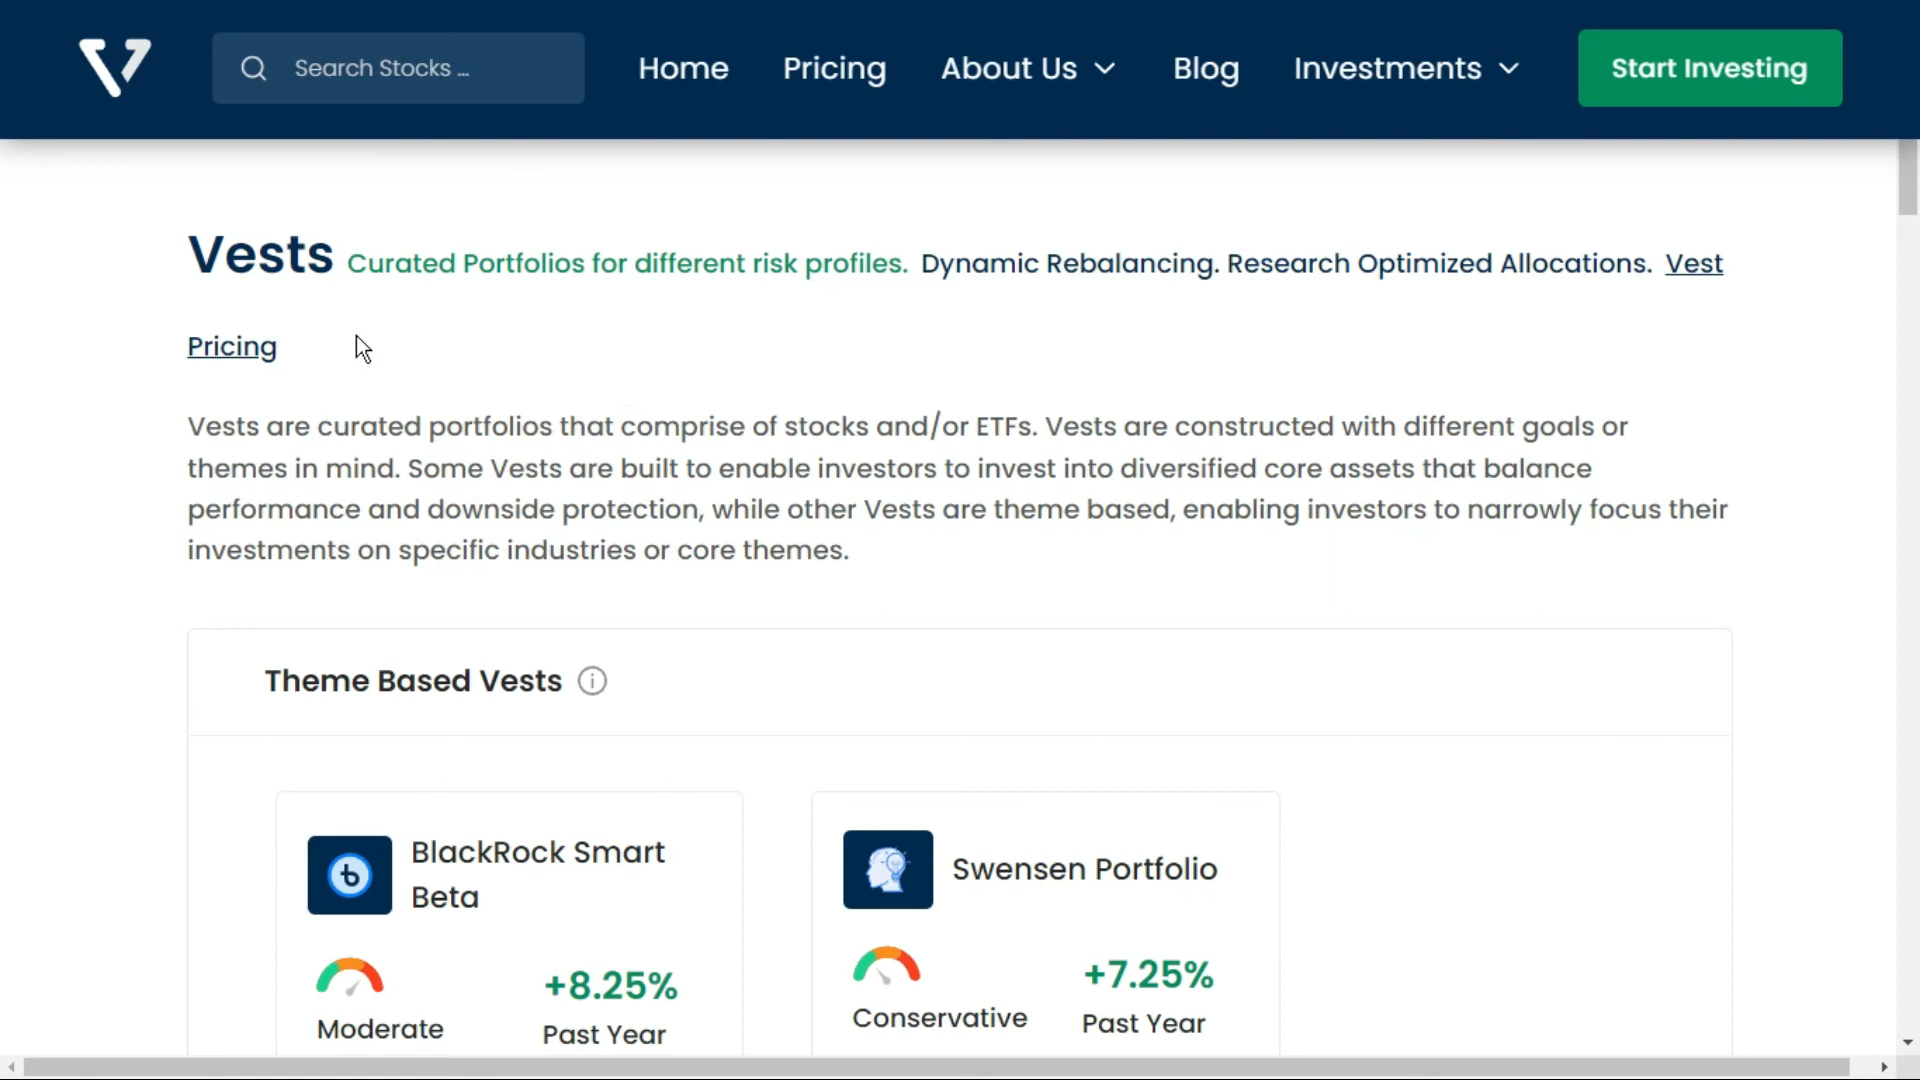 Search Stocks ...
Home
Pricing
About Us
Blog
Investments
Start Investing
Vests Curated Portfolios for different risk profiles. Dynamic Rebalancing. Research Optimized Allocations. Vest
Pricing
Vests are curated portfolios that comprise of stocks and/or ETFs. Vests are constructed with different goals or
themes in mind. Some Vests are built to enable investors to invest into diversified core assets that balance
performance and downside protection, while other Vests are theme based, enabling investors to narrowly focus their
investments on specific industries or core themes.
Theme Based Vests
BlackRock Smart
Beta
Moderate
+8.25%
Past Year
Swensen Portfolio
Conservative
+7.25%
Past Year